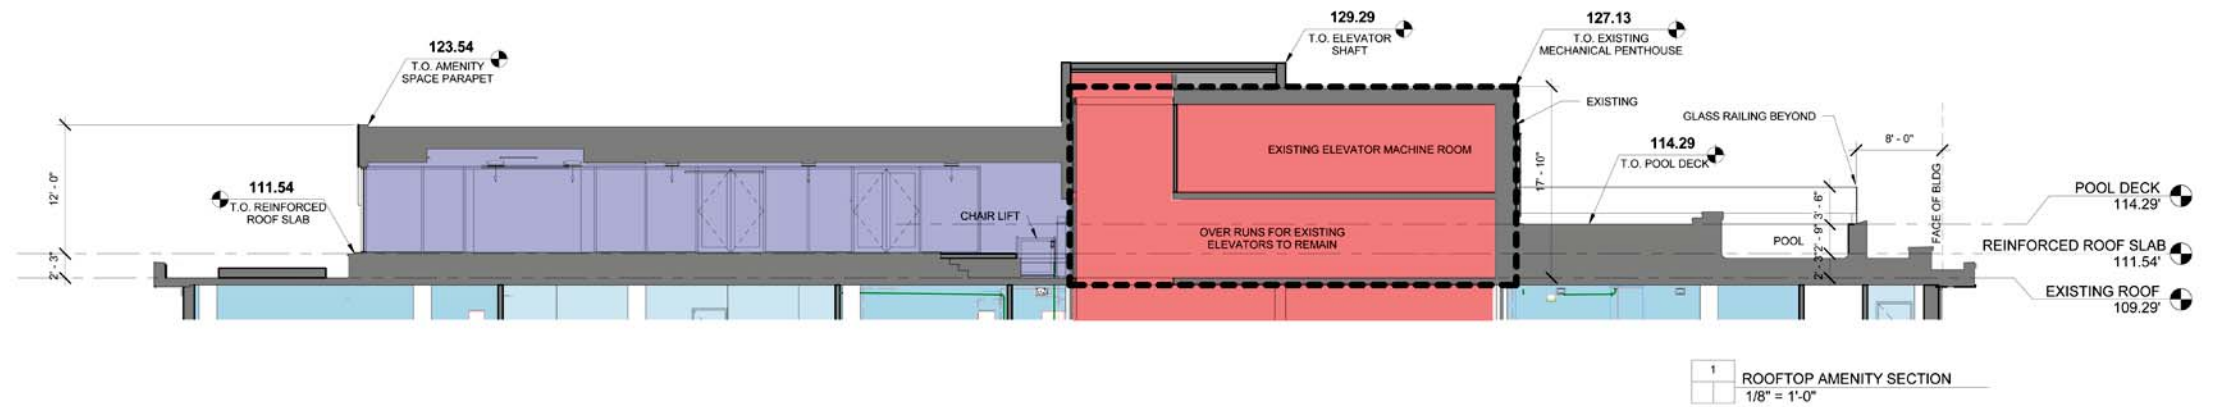 129.29
T.O. ELEVATOR
SHAFT
127.13
T.O. EXISTING
MECHANICAL PENTHOUSE
123.54
T.O. AMENITY
SPACE PARAPET
EXISTING
GLASS RAILING BEYOND
8' - 0"
FACE OF BLDG
114.29
T.O. POOL DECK
17' - 10"
EXISTING ELEVATOR MACHINE ROOM
12' - 0"
111.54
T.O. REINFORCED
ROOF SLAB
CHAIR LIFT
OVER RUNS FOR EXISTING
ELEVATORS TO REMAIN
3' - 6"
2' - 9"
2' - 3"
POOL
POOL DECK
114.29'
REINFORCED ROOF SLAB
111.54'
2' - 3"
EXISTING ROOF
109.29'
1
ROOFTOP AMENITY SECTION
1/8" = 1'-0"